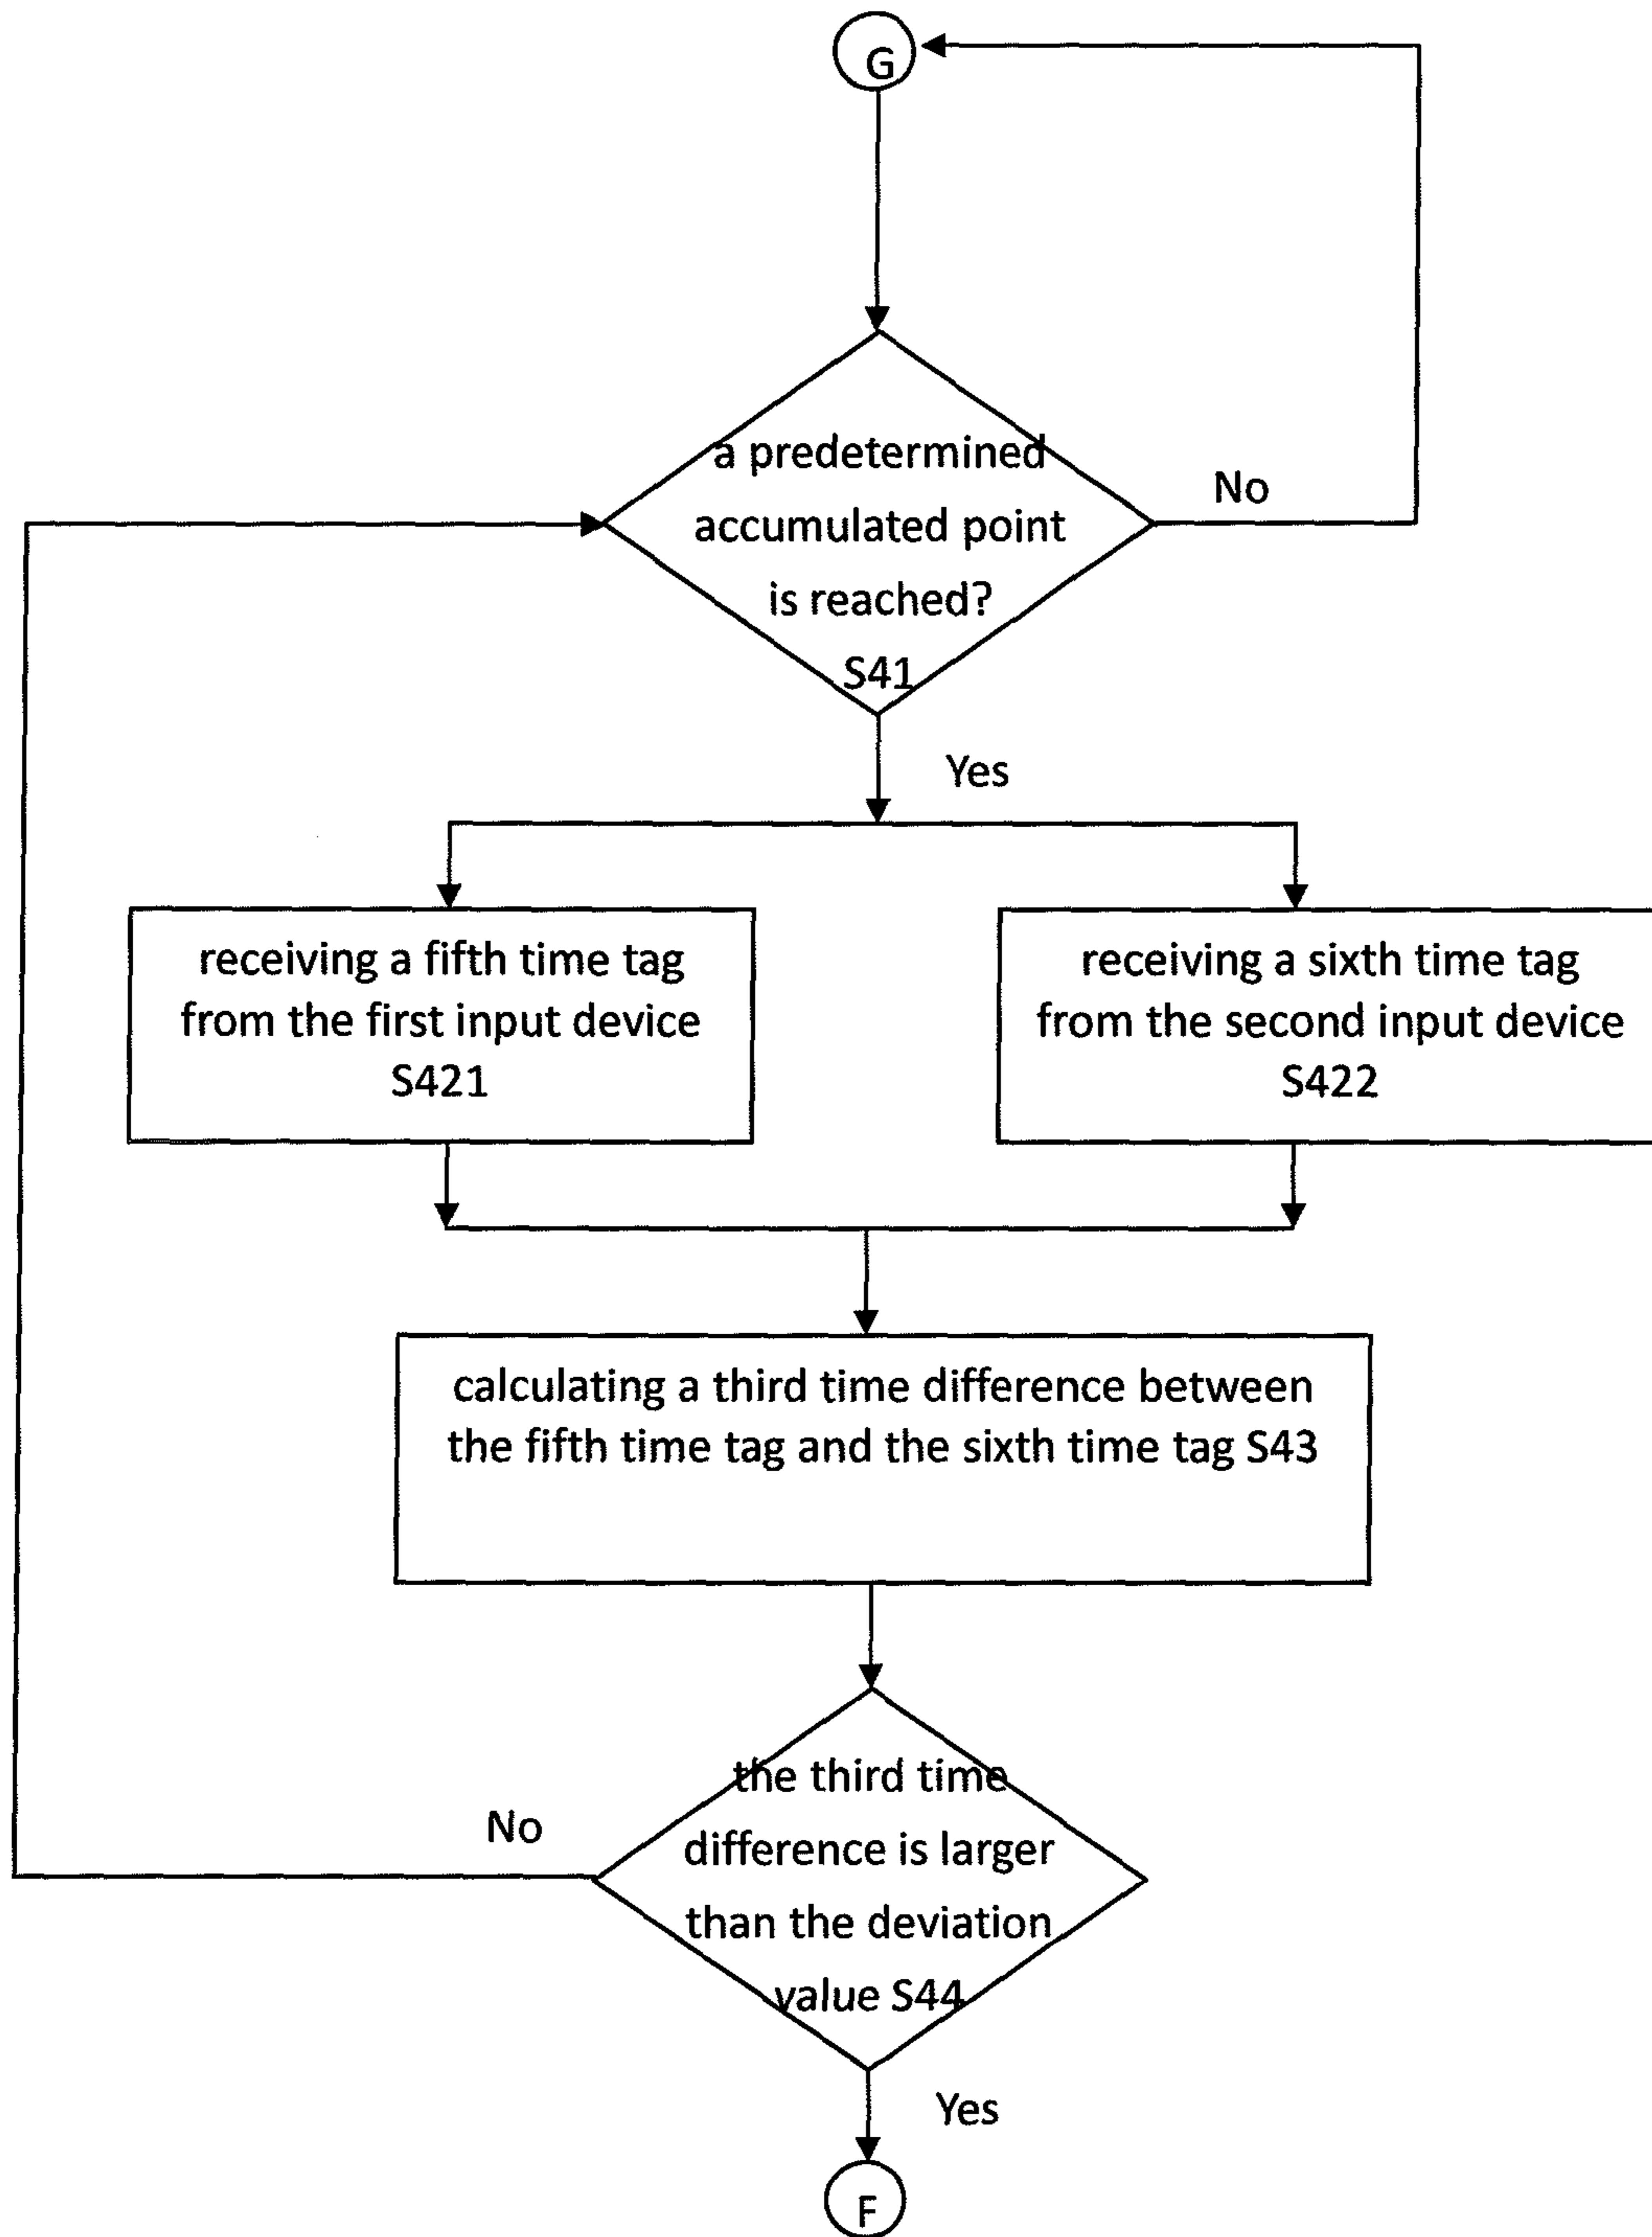 G
a predetermined
accumulated point
is reached?
S41
No
Yes
receiving a fifth time tag
from the first input device
S421
receiving a sixth time tag
from the second input device
S422
calculating a third time difference between
the fifth time tag and the sixth time tag S43
the third time
difference is larger
than the deviation
value S44
No
Yes
F